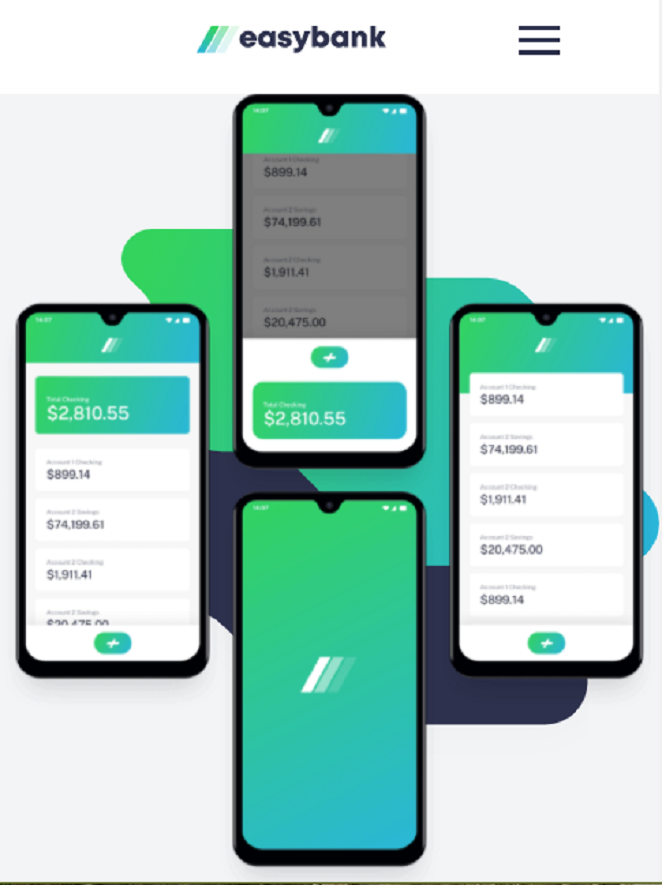 easybank
14:07
Account 1 Checking
$899.14
Account 2 Savings
$74,199.61
Account 2 Checking
$1,911.41
Account 2 Savings
$20,475.00
Total Checking
$2,810.55
14:07
Total Checking
$2,810.55
Account 1 Checking
$899.14
Account 2 Savings
$74,199.61
Account 2 Checking
$1,911.41
Account 2 Savings
$20,475.00
14:07
Account 1 Checking
$899.14
Account 2 Savings
$74,199.61
Account 2 Checking
$1,911.41
Account 2 Savings
$20,475.00
Account 1 Checking
$899.14
14:07